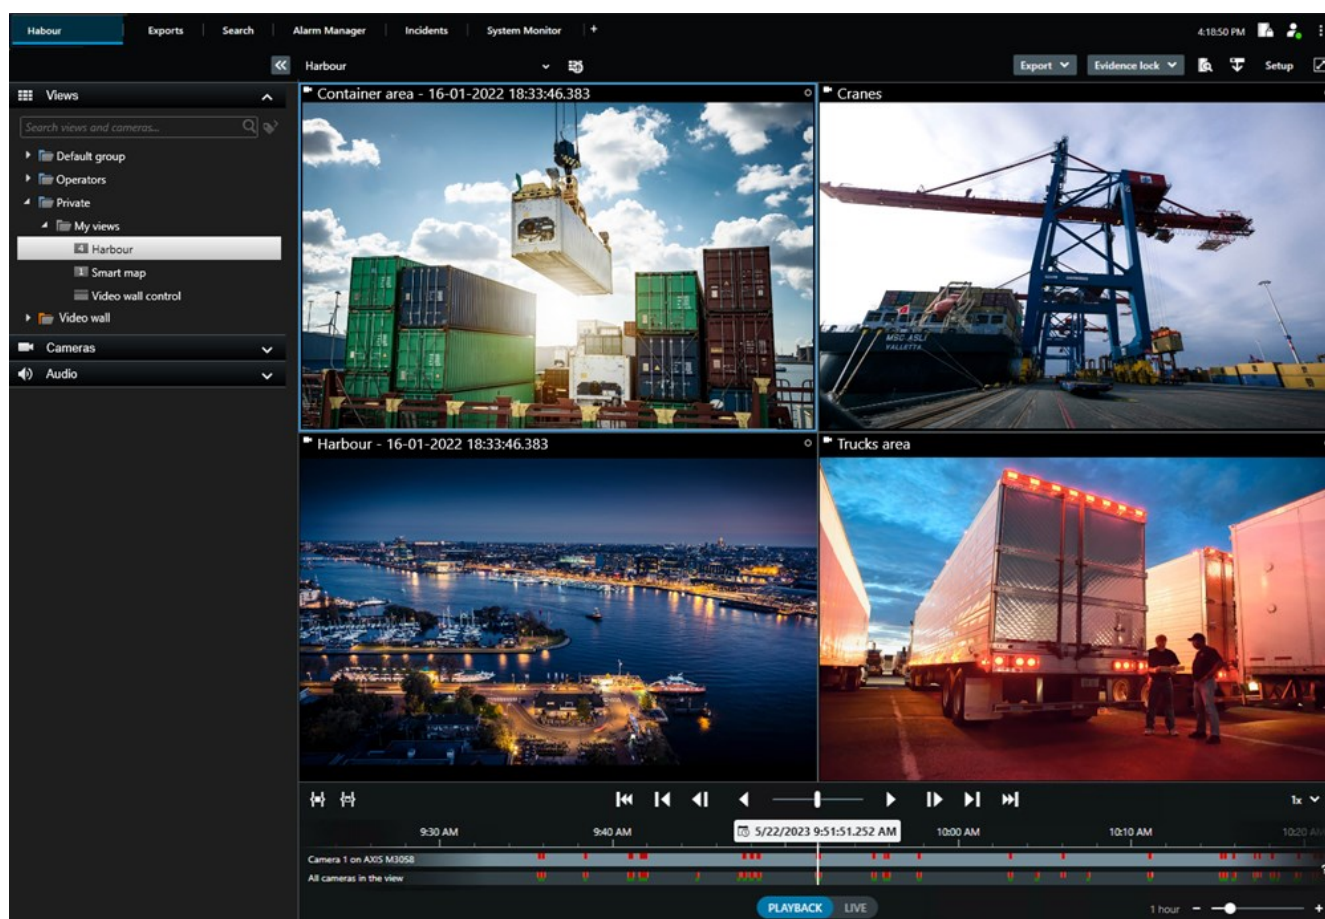 Habour
Exports
Search
Alarm Manager
Incidents
System Monitor
+
4:18:50 PM
Harbour
Export
Evidence lock
Setup
Views
Search views and cameras...
Default group
Operators
Private
My views
4 Harbour
1 Smart map
Video wall control
Video wall
Cameras
Audio
Container area - 16-01-2022 18:33:46.383
Cranes
MSC ASLI
VALLETTA
Harbour - 16-01-2022 18:33:46.383
Trucks area
1x
9:30 AM
9:40 AM
5/22/2023 9:51:51.252 AM
10:00 AM
10:10 AM
10:20 AM
Camera 1 on AXIS M3058
All cameras in the view
PLAYBACK
LIVE
1 hour - +